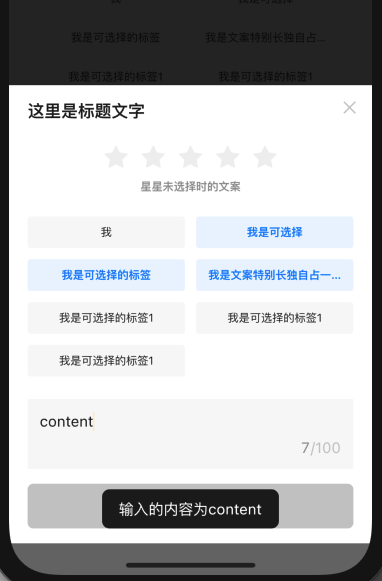 我
我是可选择
我是可选择的标签
我是文案特别长独自占...
我是可选择的标签1
我是可选择的标签1
这里是标题文字
星星未选择时的文案
我
我是可选择
我是可选择的标签
我是文案特别长独自占一...
我是可选择的标签1
我是可选择的标签1
我是可选择的标签1
content
7/100
输入的内容为content